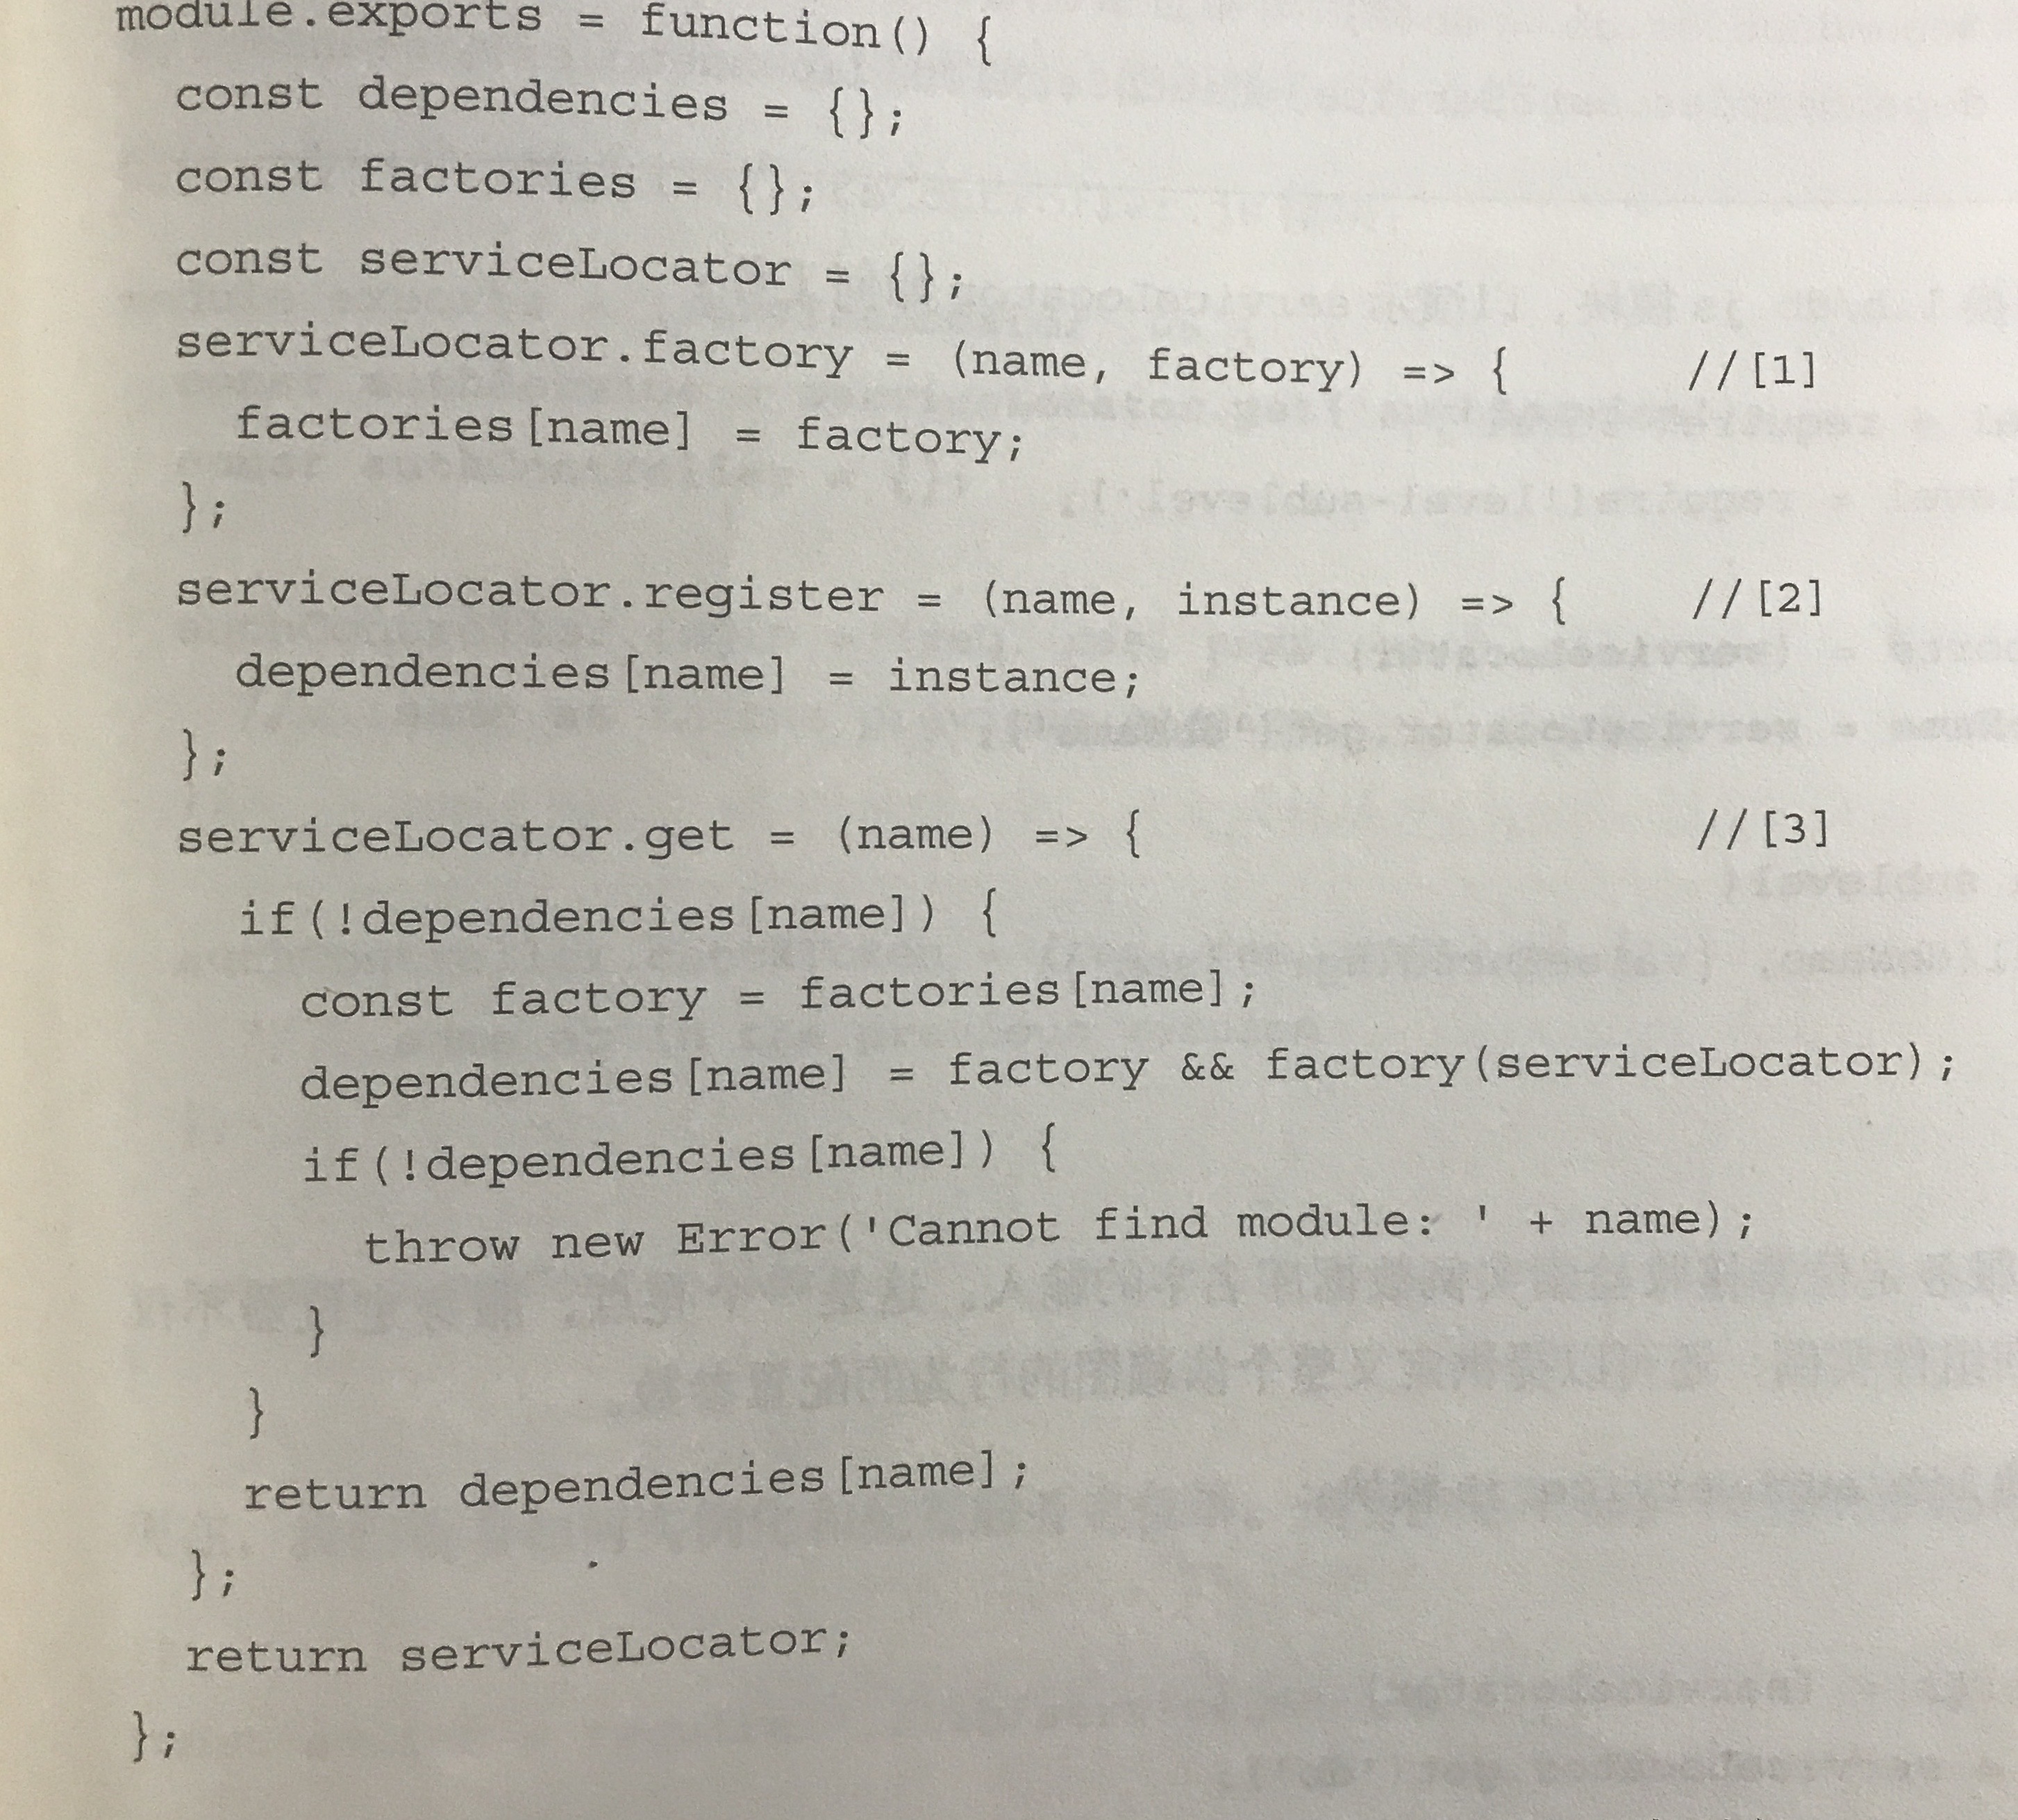 module.exports = function() {
const dependencies = {};
const factories = {};
const serviceLocator = {};
serviceLocator.factory = (name, factory) => { //[1]
factories[name] = factory;
};
serviceLocator.register = (name, instance) => { //[2]
dependencies[name] = instance;
};
serviceLocator.get = (name) => { //[3]
if(!dependencies[name]) {
const factory = factories[name];
dependencies[name] = factory && factory(serviceLocator);
if(!dependencies[name]) {
throw new Error('Cannot find module: ' + name);
}
}
return dependencies[name];
};
return serviceLocator;
};